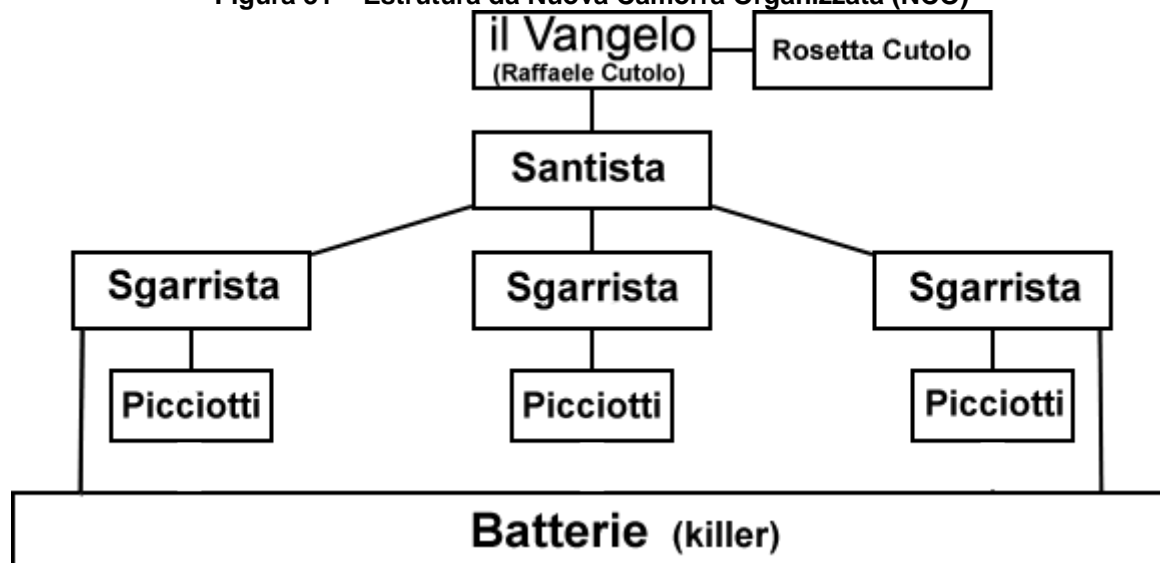 il Vangelo
(Raffaele Cutolo)
Rosetta Cutolo
Santista
Sgarrista
Sgarrista
Sgarrista
Picciotti
Picciotti
Picciotti
Batterie (killer)